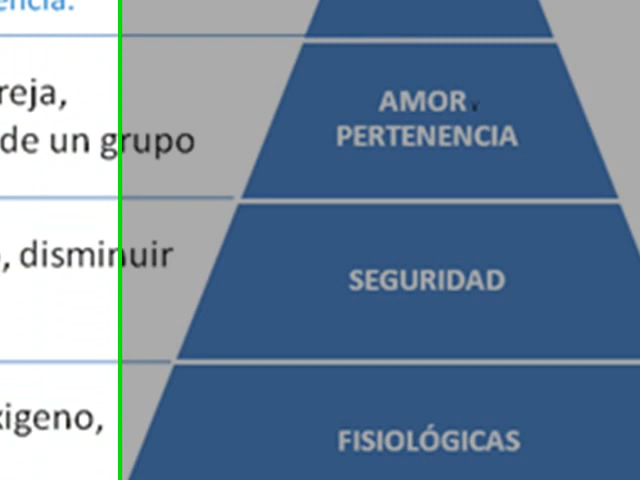 encia.
reja,
de un grupo
AMOR
PERTENENCIA
, disminuir
SEGURIDAD
xigeno,
FISIOLÓGICAS